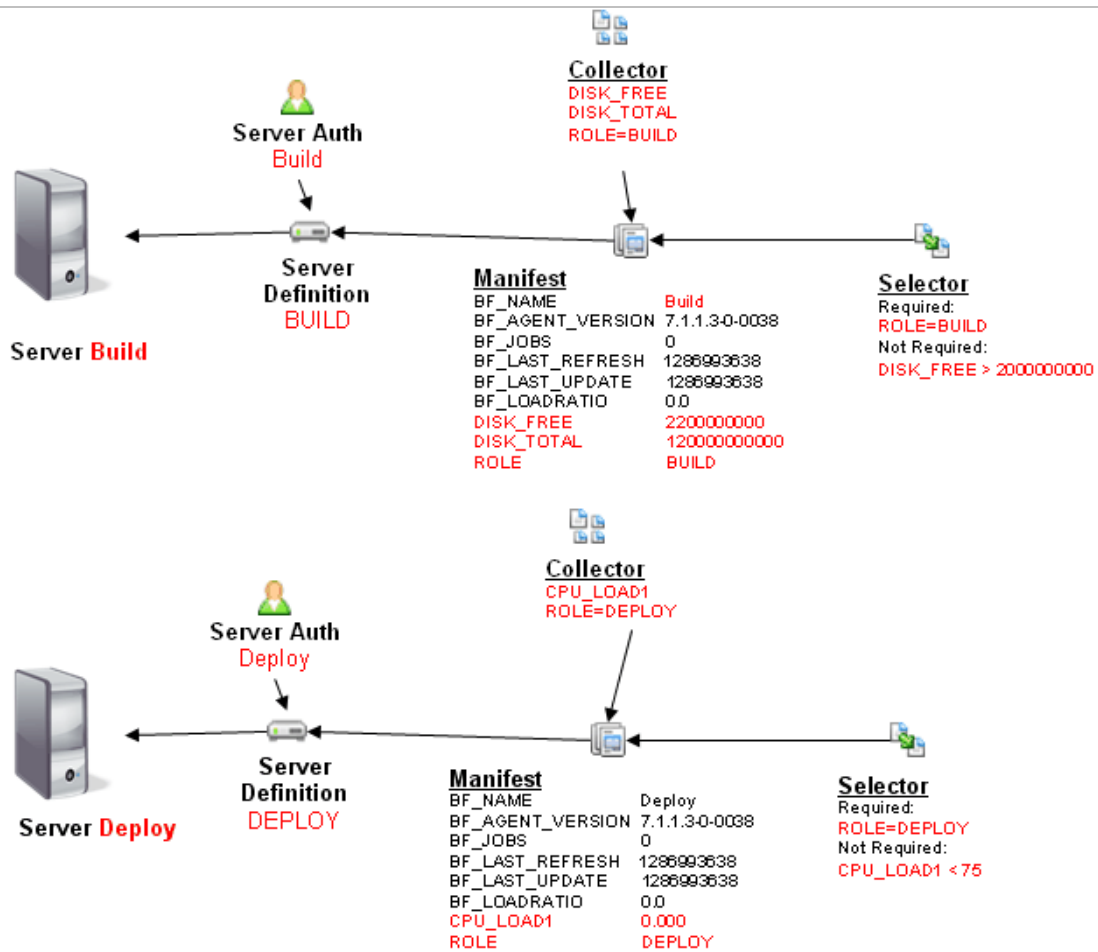 Collector
DISK_FREE
DISK_TOTAL
ROLE=BUILD
Server Auth
Build
Server
Definition
BUILD
Server Build
Manifest
BF_NAME Build
BF_AGENT_VERSION 7.1.1.3-0-0038
BF_JOBS 0
BF_LAST_REFRESH 1286993638
BF_LAST_UPDATE 1286993638
BF_LOADRATIO 0.0
DISK_FREE 2200000000
DISK_TOTAL 120000000000
ROLE BUILD
Selector
Required:
ROLE=BUILD
Not Required:
DISK_FREE > 2000000000
Collector
CPU_LOAD1
ROLE=DEPLOY
Server Auth
Deploy
Server
Definition
DEPLOY
Server Deploy
Manifest
BF_NAME Deploy
BF_AGENT_VERSION 7.1.1.3-0-0038
BF_JOBS 0
BF_LAST_REFRESH 1286993638
BF_LAST_UPDATE 1286993638
BF_LOADRATIO 0.0
CPU_LOAD1 0.000
ROLE DEPLOY
Selector
Required:
ROLE=DEPLOY
Not Required:
CPU_LOAD1 < 75